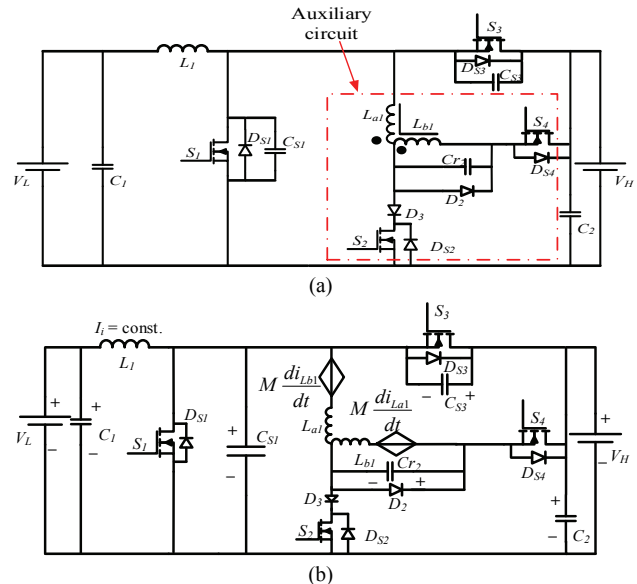 Auxiliary
circuit
S3
DS3
CS3
L1
La1
Lb1
S4
S1
DS1
CS1
Cr2
DS4
VL
C1
D2
VH
D3
C2
S2
DS2
(a)
Ii = const.
S3
L1
M diLb1/dt
DS3
− CS3 +
M diLa1/dt
S4
DS1
+
+
+
+
VL
C1
S1
CS1
La1
Lb1
DS4
VH
−
−
−
−
Cr2
D3
− D2 +
S2
DS2
+
C2
−
(b)